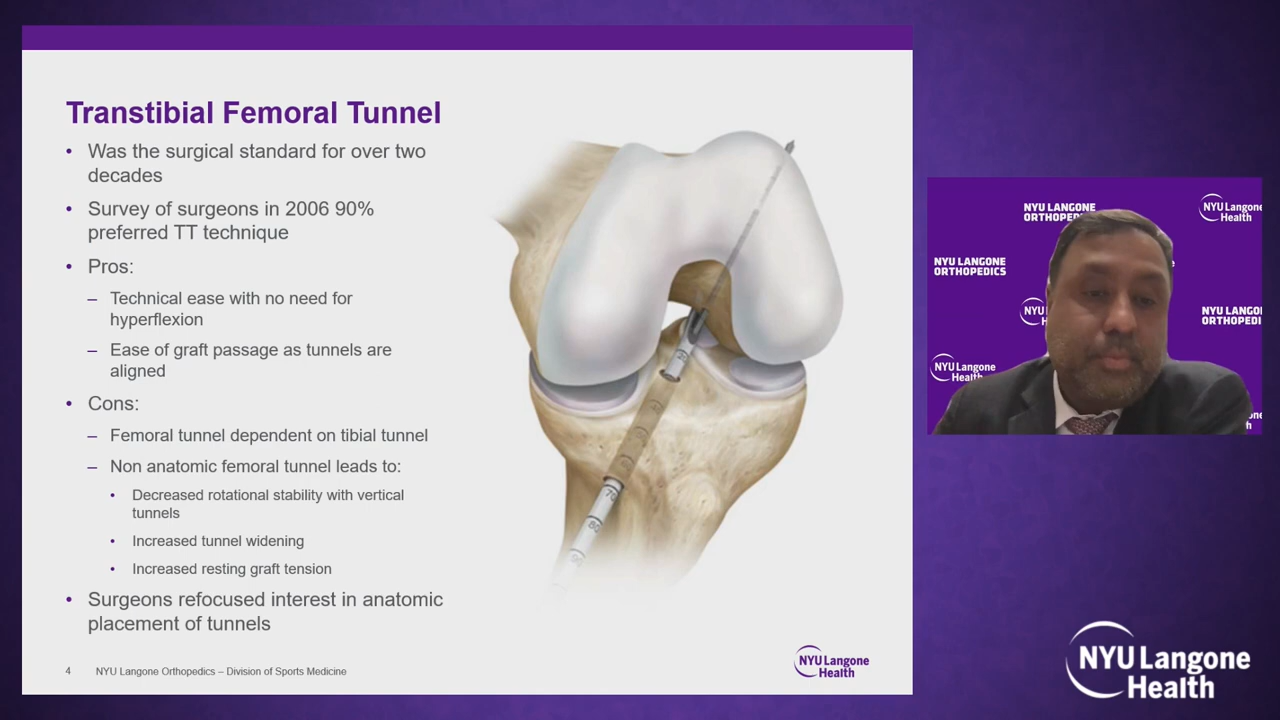 Transtibial Femoral Tunnel
• Was the surgical standard for over two
decades
• Survey of surgeons in 2006 90%
preferred TT technique
• Pros:
– Technical ease with no need for
hyperflexion
– Ease of graft passage as tunnels are
aligned
• Cons:
– Femoral tunnel dependent on tibial tunnel
– Non anatomic femoral tunnel leads to:
• Decreased rotational stability with vertical
tunnels
• Increased tunnel widening
• Increased resting graft tension
• Surgeons refocused interest in anatomic
placement of tunnels
4 NYU Langone Orthopedics – Division of Sports Medicine
NYU Langone
Health
70
80
NYU LANGONE
ORTHOPEDICS
NYU Langone
Health
NYU LANGONE
NYU Langone
Health
NYU Langone
Health